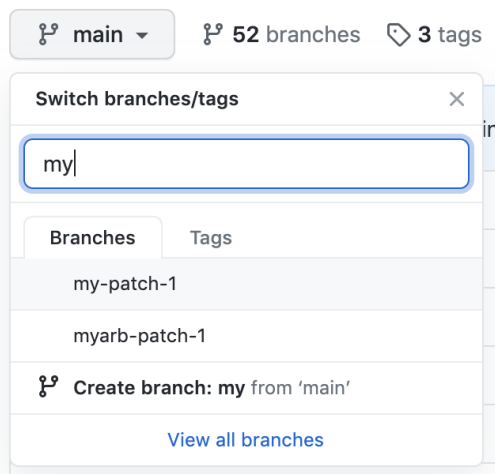 main 52 branches 3 tags
Switch branches/tags
my
Branches Tags
my-patch-1
myarb-patch-1
Create branch: my from ‘main’
View all branches